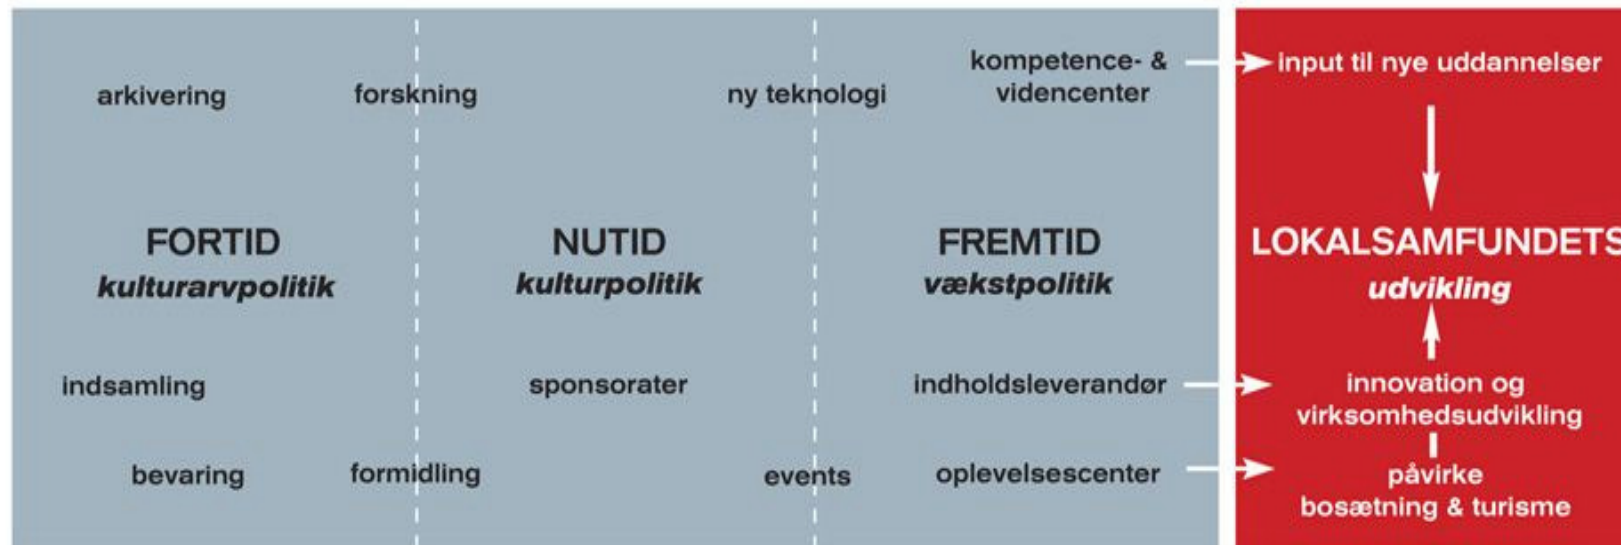 arkivering
forskning
ny teknologi
kompetence- &
videncenter
input til nye uddannelser
FORTID
kulturarvpolitik
NUTID
kulturpolitik
FREMTID
vækstpolitik
LOKALSAMFUNDETS
udvikling
indsamling
sponsorater
indholdsleverandør
innovation og
virksomhedsudvikling
bevaring
formidling
events
oplevelsescenter
påvirke
bosætning & turisme